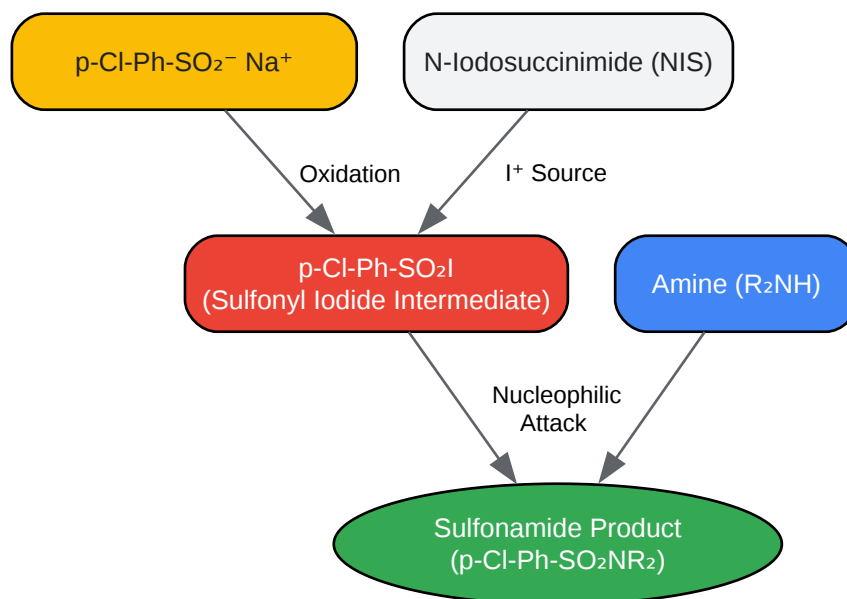 p-Cl-Ph-SO₂⁻ Na⁺
N-Iodosuccinimide (NIS)
Oxidation
I⁺ Source
p-Cl-Ph-SO₂I
(Sulfonyl Iodide Intermediate)
Amine (R₂NH)
Nucleophilic
Attack
Sulfonamide Product
(p-Cl-Ph-SO₂NR₂)